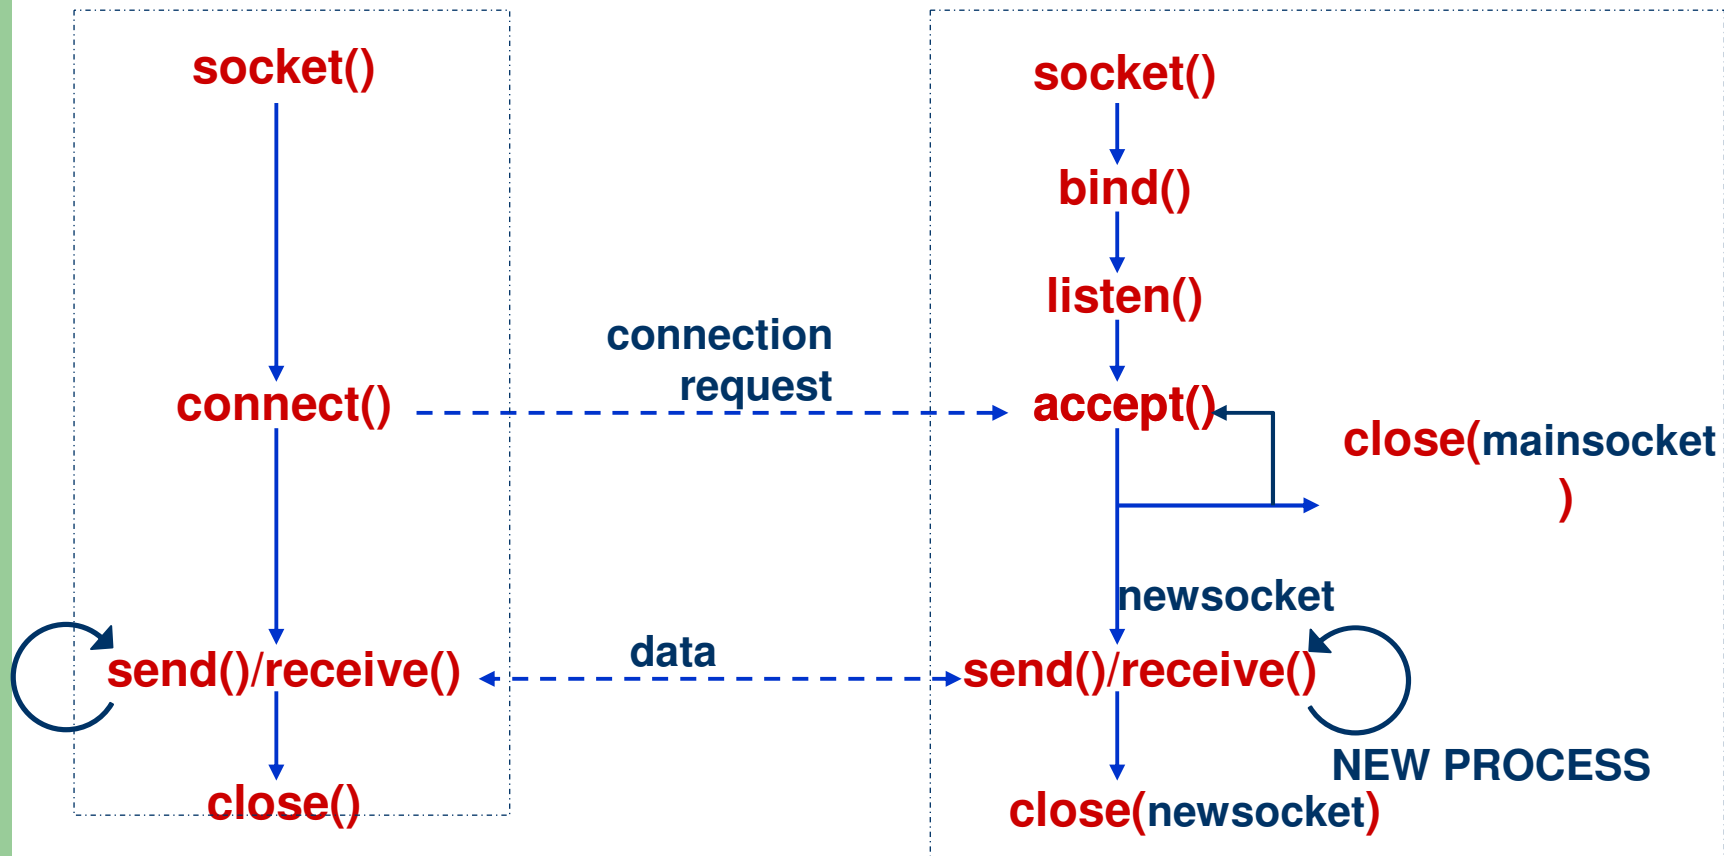 socket()
connect()
send()/receive()
close()
connection
request
data
socket()
bind()
listen()
accept()
close(mainsocket
)
newsocket
send()/receive()
NEW PROCESS
close(newsocket)